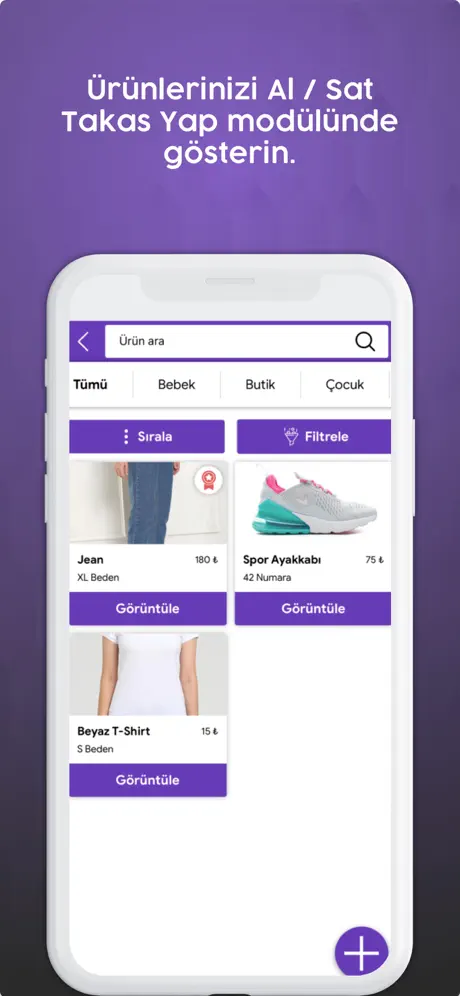 Ürünlerinizi Al / Sat
Takas Yap modülünde
gösterin.
Ürün ara
Tümü
Bebek
Butik
Çocuk
Sırala
Filtrele
Jean
180 ₺
XL Beden
Görüntüle
Spor Ayakkabı
75 ₺
42 Numara
Görüntüle
Beyaz T-Shirt
15 ₺
S Beden
Görüntüle